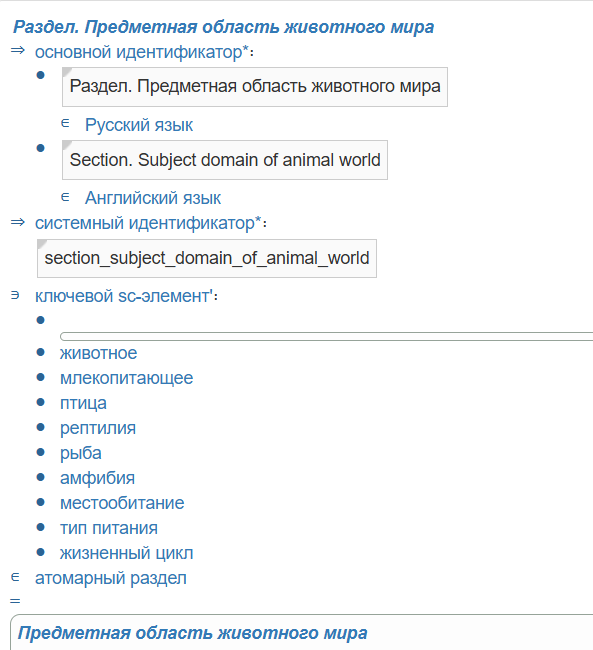 Раздел. Предметная область животного мира
⇒ основной идентификатор*:
• Раздел. Предметная область животного мира
∈ Русский язык
• Section. Subject domain of animal world
∈ Английский язык
⇒ системный идентификатор*:
section_subject_domain_of_animal_world
∋ ключевой sc-элемент':
•
• животное
• млекопитающее
• птица
• рептилия
• рыба
• амфибия
• местообитание
• тип питания
• жизненный цикл
∈ атомарный раздел
=
Предметная область животного мира